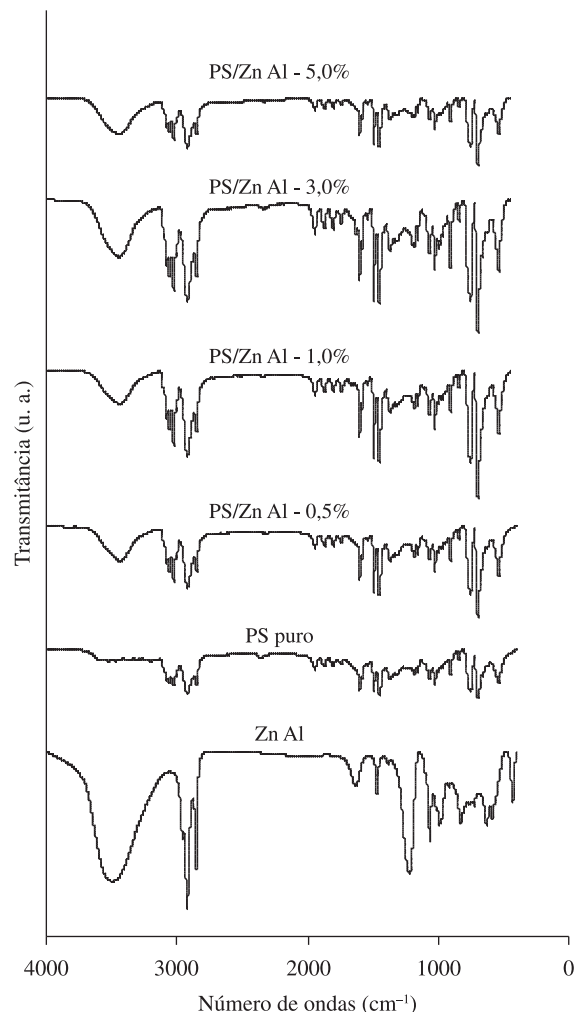 PS/Zn Al - 5,0%
PS/Zn Al - 3,0%
PS/Zn Al - 1,0%
PS/Zn Al - 0,5%
PS puro
Zn Al
Transmitância (u. a.)
4000 3000 2000 1000 0
Número de ondas (cm⁻¹)